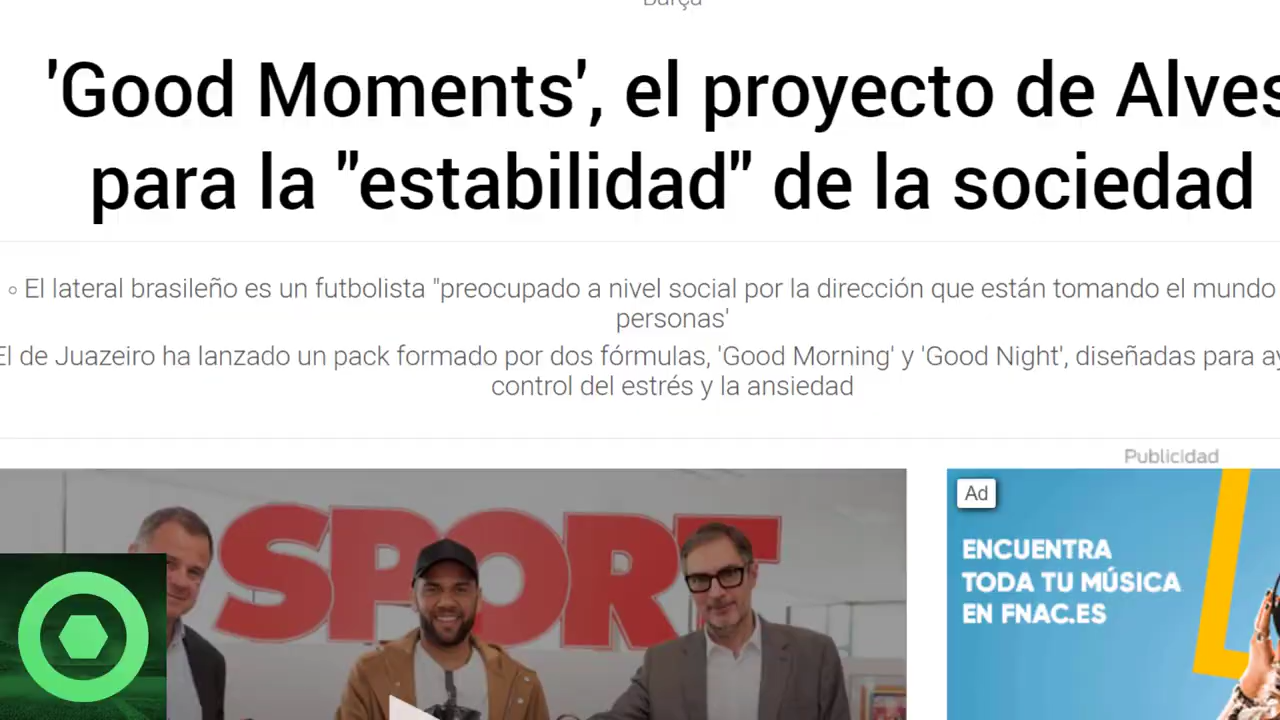 Barça
'Good Moments', el proyecto de Alves
para la "estabilidad" de la sociedad
El lateral brasileño es un futbolista "preocupado a nivel social por la dirección que están tomando el mundo
personas'
El de Juazeiro ha lanzado un pack formado por dos fórmulas, 'Good Morning' y 'Good Night', diseñadas para ay
control del estrés y la ansiedad
Publicidad
Ad
SPORT
ENCUENTRA
TODA TU MÚSICA
EN FNAC.ES